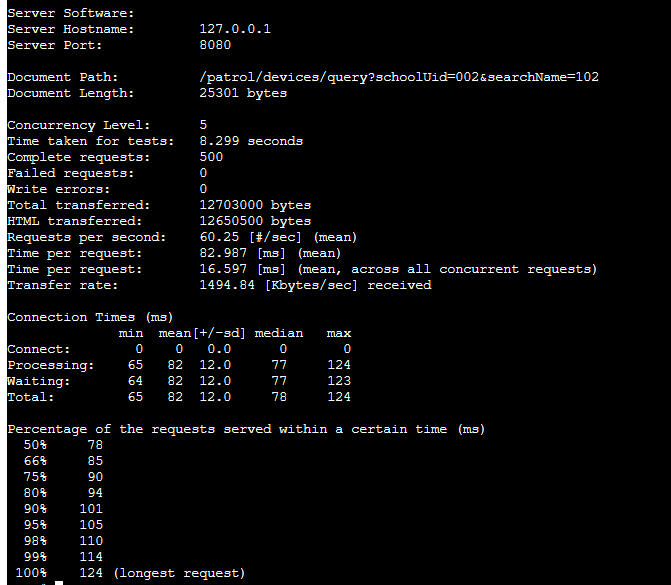 Server Software:
Server Hostname: 127.0.0.1
Server Port: 8080
Document Path: /patrol/devices/query?schoolUid=002&searchName=102
Document Length: 25301 bytes
Concurrency Level: 5
Time taken for tests: 8.299 seconds
Complete requests: 500
Failed requests: 0
Write errors: 0
Total transferred: 12703000 bytes
HTML transferred: 12650500 bytes
Requests per second: 60.25 [#/sec] (mean)
Time per request: 82.987 [ms] (mean)
Time per request: 16.597 [ms] (mean, across all concurrent requests)
Transfer rate: 1494.84 [Kbytes/sec] received
Connection Times (ms)
min mean[+/-sd] median max
Connect: 0 0 0.0 0 0
Processing: 65 82 12.0 77 124
Waiting: 64 82 12.0 77 123
Total: 65 82 12.0 78 124
Percentage of the requests served within a certain time (ms)
50% 78
66% 85
75% 90
80% 94
90% 101
95% 105
98% 110
99% 114
100% 124 (longest request)